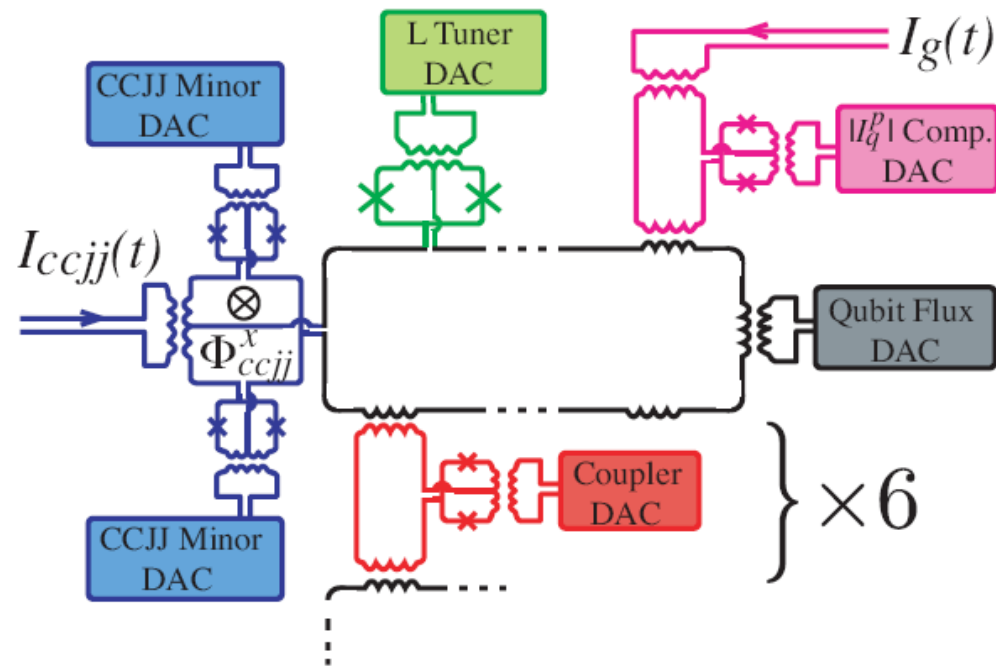 L Tuner
DAC
I_g(t)
CCJJ Minor
DAC
|I_q^p| Comp.
DAC
I_ccjj(t)
Φ_ccjj^x
Qubit Flux
DAC
Coupler
DAC
×6
CCJJ Minor
DAC